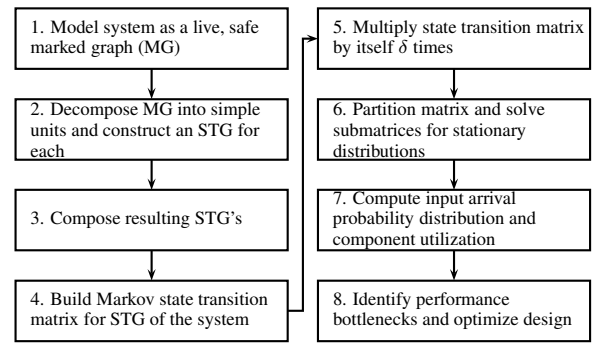 1. Model system as a live, safe
marked graph (MG)
2. Decompose MG into simple
units and construct an STG for
each
3. Compose resulting STG's
4. Build Markov state transition
matrix for STG of the system
5. Multiply state transition matrix
by itself δ times
6. Partition matrix and solve
submatrices for stationary
distributions
7. Compute input arrival
probability distribution and
component utilization
8. Identify performance
bottlenecks and optimize design